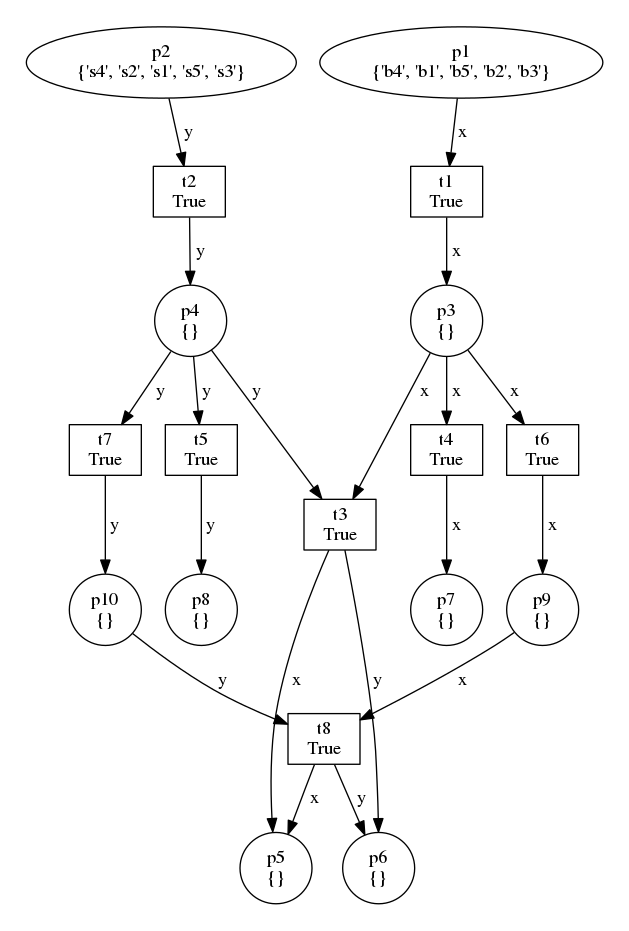 p2
{'s4', 's2', 's1', 's5', 's3'}
p1
{'b4', 'b1', 'b5', 'b2', 'b3'}
y
x
t2
True
t1
True
y
x
p4
{}
p3
{}
y
y
y
x
x
x
t7
True
t5
True
t4
True
t6
True
t3
True
y
y
x
x
p10
{}
p8
{}
p7
{}
p9
{}
y
x
y
x
t8
True
x
y
p5
{}
p6
{}